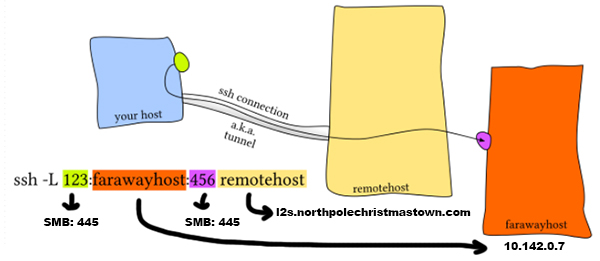 your host
ssh connection
a.k.a.
tunnel
remotehost
ssh -L 123:farawayhost:456 remotehost
SMB: 445
SMB: 445
l2s.northpolechristmastown.com
farawayhost
10.142.0.7